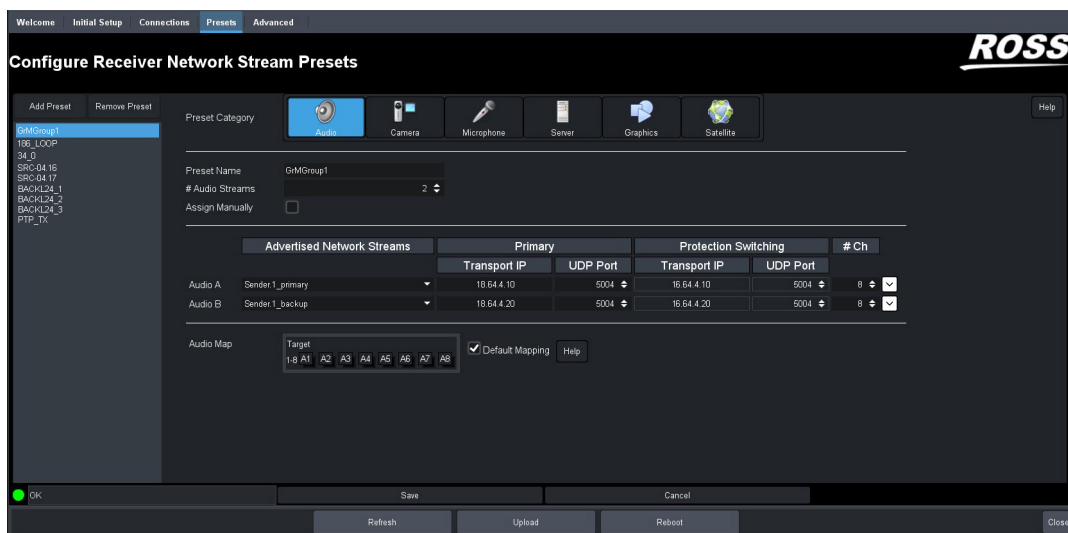 Welcome Initial Setup Connections Presets Advanced
Configure Receiver Network Stream Presets
ROSS
Add Preset Remove Preset
GrMGroup1
186_LOOP
34_0
SRC-04.16
SRC-04.17
BACKL24_1
BACKL24_2
BACKL24_3
PTP_TX
Preset Category
Audio Camera Microphone Server Graphics Satellite
Help
Preset Name GrMGroup1
# Audio Streams 2
Assign Manually
Advertised Network Streams Primary Protection Switching # Ch
Transport IP UDP Port Transport IP UDP Port
Audio A Sender.1_primary 18.64.4.10 5004 16.64.4.10 5004 8
Audio B Sender.1_backup 18.64.4.20 5004 16.64.4.20 5004 8
Audio Map
Target
1-8 A1 A2 A3 A4 A5 A6 A7 A8
Default Mapping Help
OK Save Cancel
Refresh Upload Reboot Close